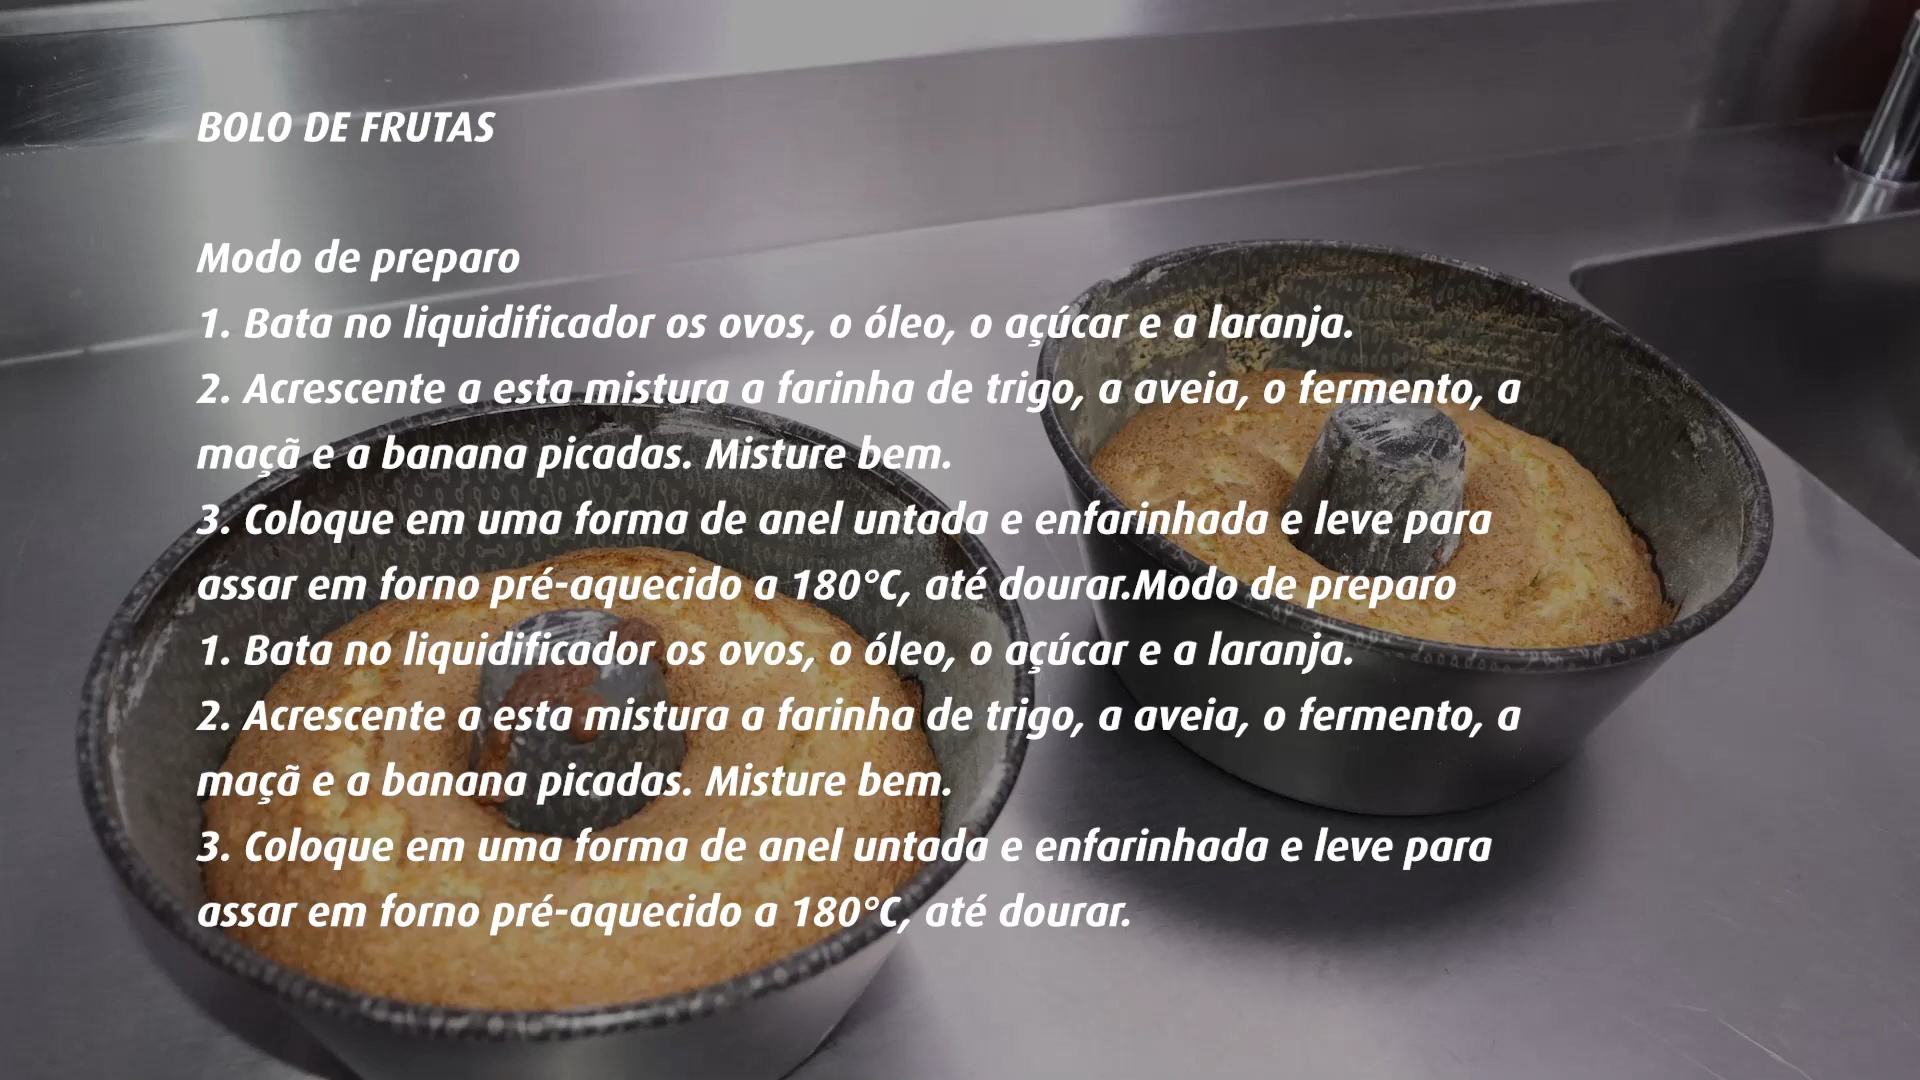 BOLO DE FRUTAS
Modo de preparo
1. Bata no liquidificador os ovos, o óleo, o açúcar e a laranja.
2. Acrescente a esta mistura a farinha de trigo, a aveia, o fermento, a
maçã e a banana picadas. Misture bem.
3. Coloque em uma forma de anel untada e enfarinhada e leve para
assar em forno pré-aquecido a 180°C, até dourar.Modo de preparo
1. Bata no liquidificador os ovos, o óleo, o açúcar e a laranja.
2. Acrescente a esta mistura a farinha de trigo, a aveia, o fermento, a
maçã e a banana picadas. Misture bem.
3. Coloque em uma forma de anel untada e enfarinhada e leve para
assar em forno pré-aquecido a 180°C, até dourar.